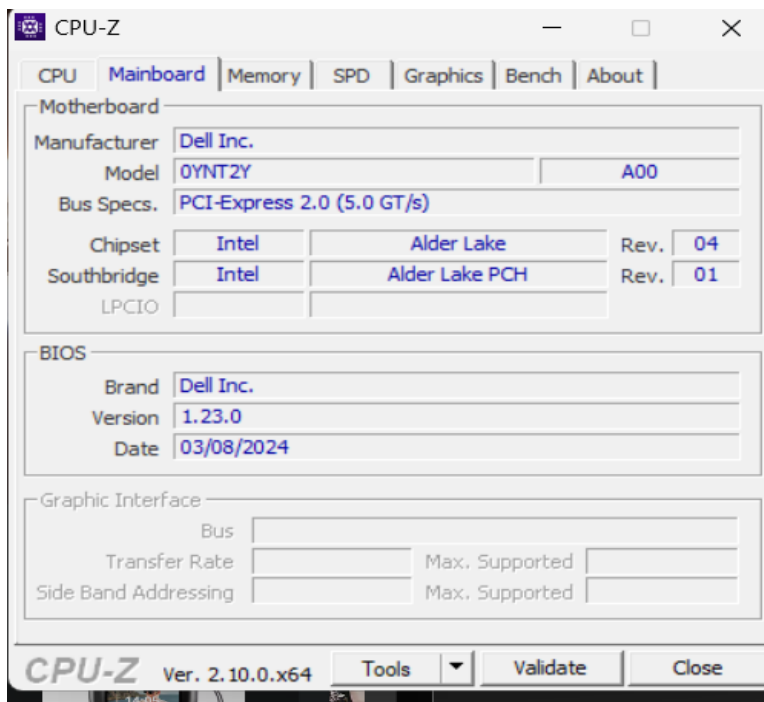 CPU-Z
CPU Mainboard Memory SPD Graphics Bench About
Motherboard
Manufacturer Dell Inc.
Model 0YNT2Y A00
Bus Specs. PCI-Express 2.0 (5.0 GT/s)
Chipset Intel Alder Lake Rev. 04
Southbridge Intel Alder Lake PCH Rev. 01
LPCIO
BIOS
Brand Dell Inc.
Version 1.23.0
Date 03/08/2024
Graphic Interface
Bus
Transfer Rate Max. Supported
Side Band Addressing Max. Supported
CPU-Z Ver. 2.10.0.x64 Tools Validate Close